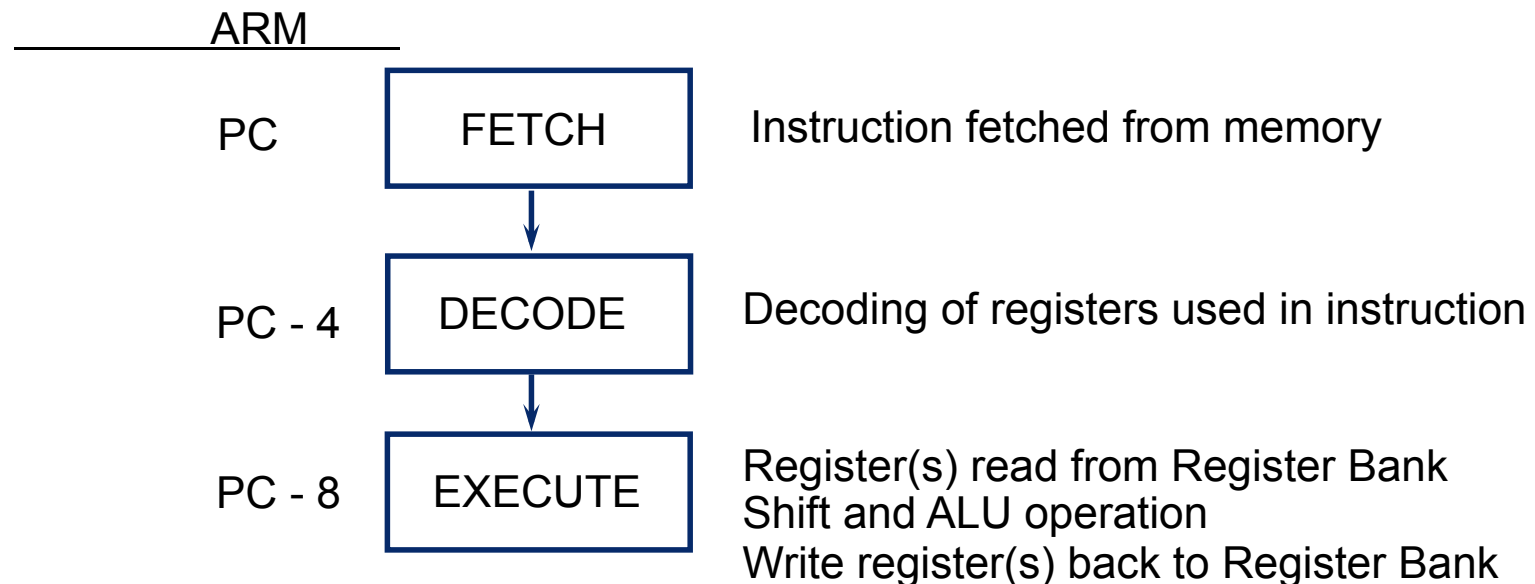 ARM
PC FETCH Instruction fetched from memory
PC - 4 DECODE Decoding of registers used in instruction
PC - 8 EXECUTE Register(s) read from Register Bank
Shift and ALU operation
Write register(s) back to Register Bank